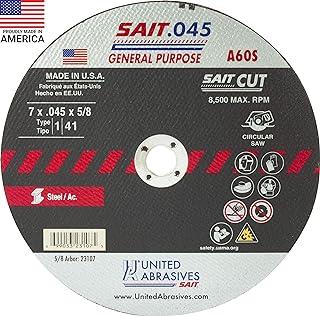 PROUDLY MADE IN
AMERICA
SAIT.045
GENERAL PURPOSE
A60S
MADE IN U.S.A.
Fabriqué aux États-Unis
Hecho en EE.UU.
SAIT CUT
8,500 MAX. RPM
7 x .045 x 5/8
Type
Tipo
1 41
CIRCULAR
SAW
Steel/Ac.
safety.uama.org
5/8 Arbor: 23107
UNITED
ABRASIVES
SAIT
www.UnitedAbrasives.com